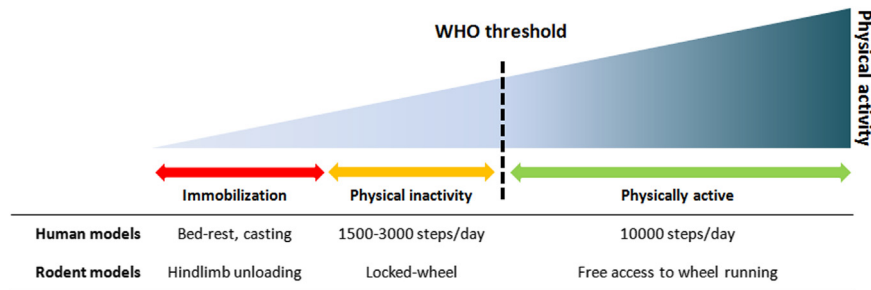 WHO threshold
Physical activity
Immobilization Physical inactivity Physically active
Human models Bed-rest, casting 1500-3000 steps/day 10000 steps/day
Rodent models Hindlimb unloading Locked-wheel Free access to wheel running